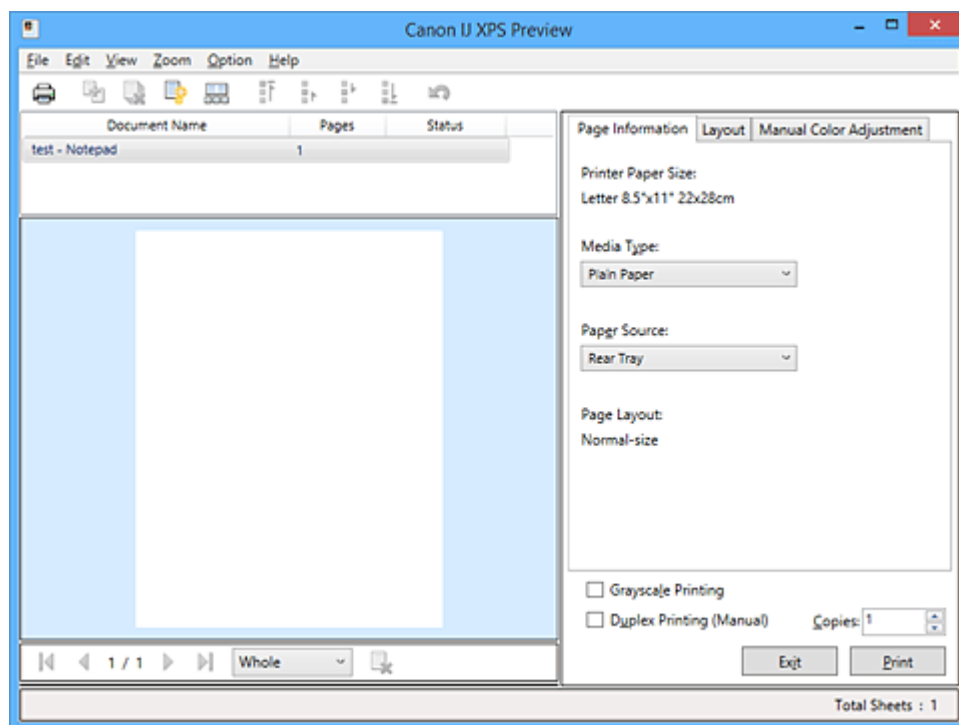 Canon IJ XPS Preview
File Edit View Zoom Option Help
Document Name Pages Status
test - Notepad 1
Page Information Layout Manual Color Adjustment
Printer Paper Size:
Letter 8.5"x11" 22x28cm
Media Type:
Plain Paper
Paper Source:
Rear Tray
Page Layout:
Normal-size
Grayscale Printing
Duplex Printing (Manual) Copies: 1
1 / 1 Whole
Exit Print
Total Sheets : 1